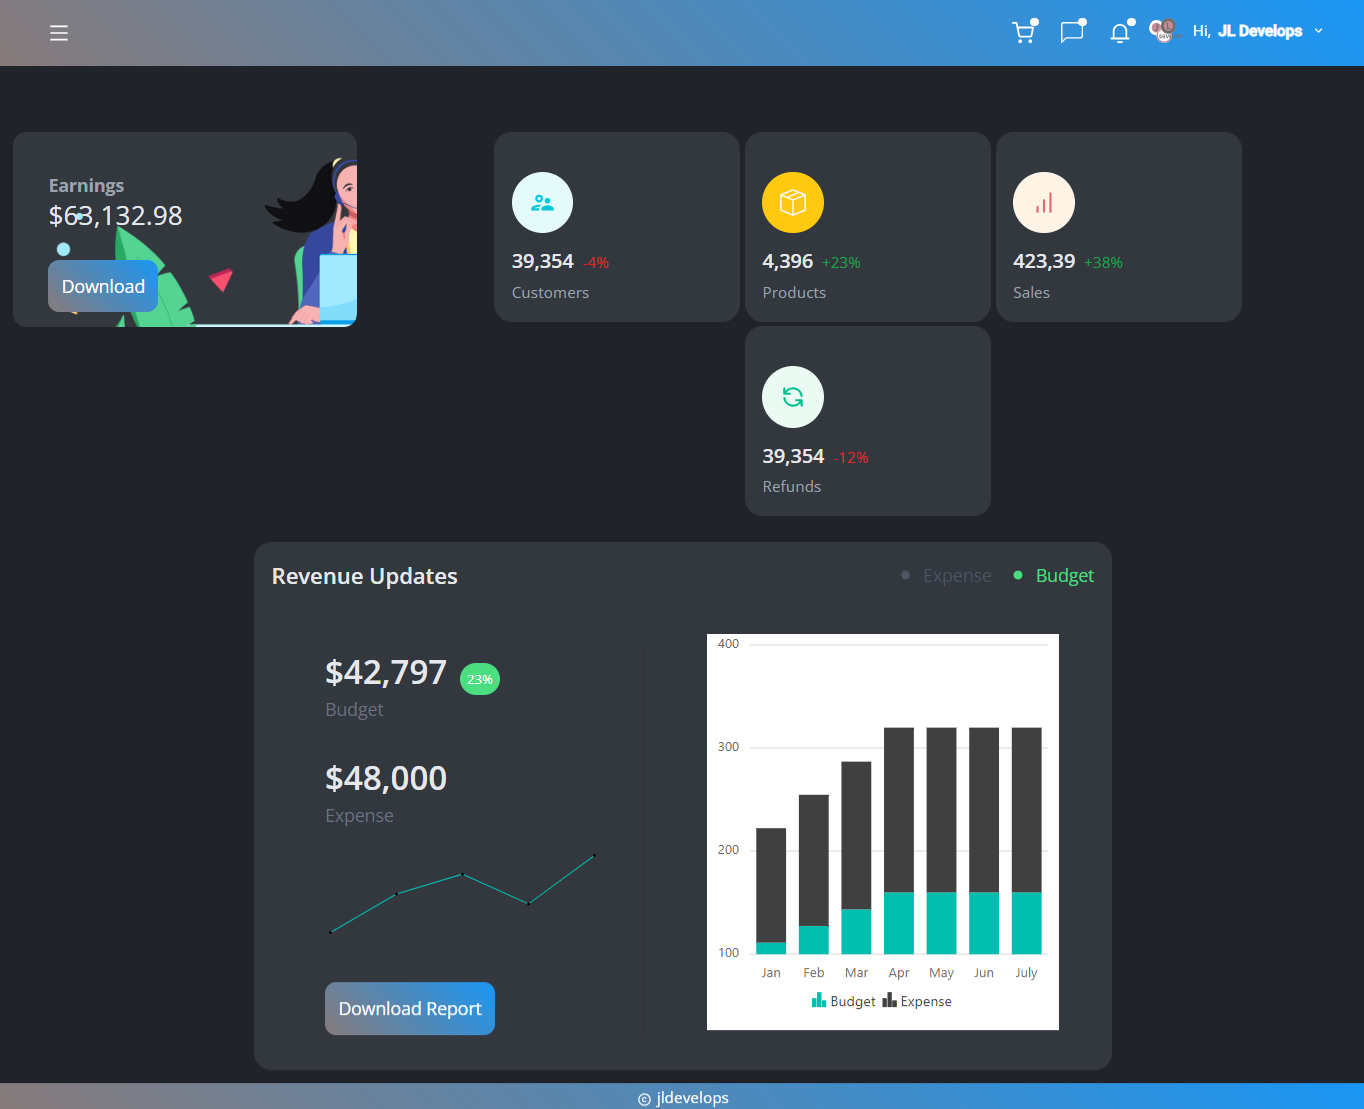 Hi, JL Develops
Earnings
$63,132.98
Download
39,354 -4%
Customers
4,396 +23%
Products
423,39 +38%
Sales
39,354 -12%
Refunds
Revenue Updates
Expense
Budget
$42,797 23%
Budget
$48,000
Expense
Download Report
400
300
200
100
Jan Feb Mar Apr May Jun July
Budget Expense
© jldevelops